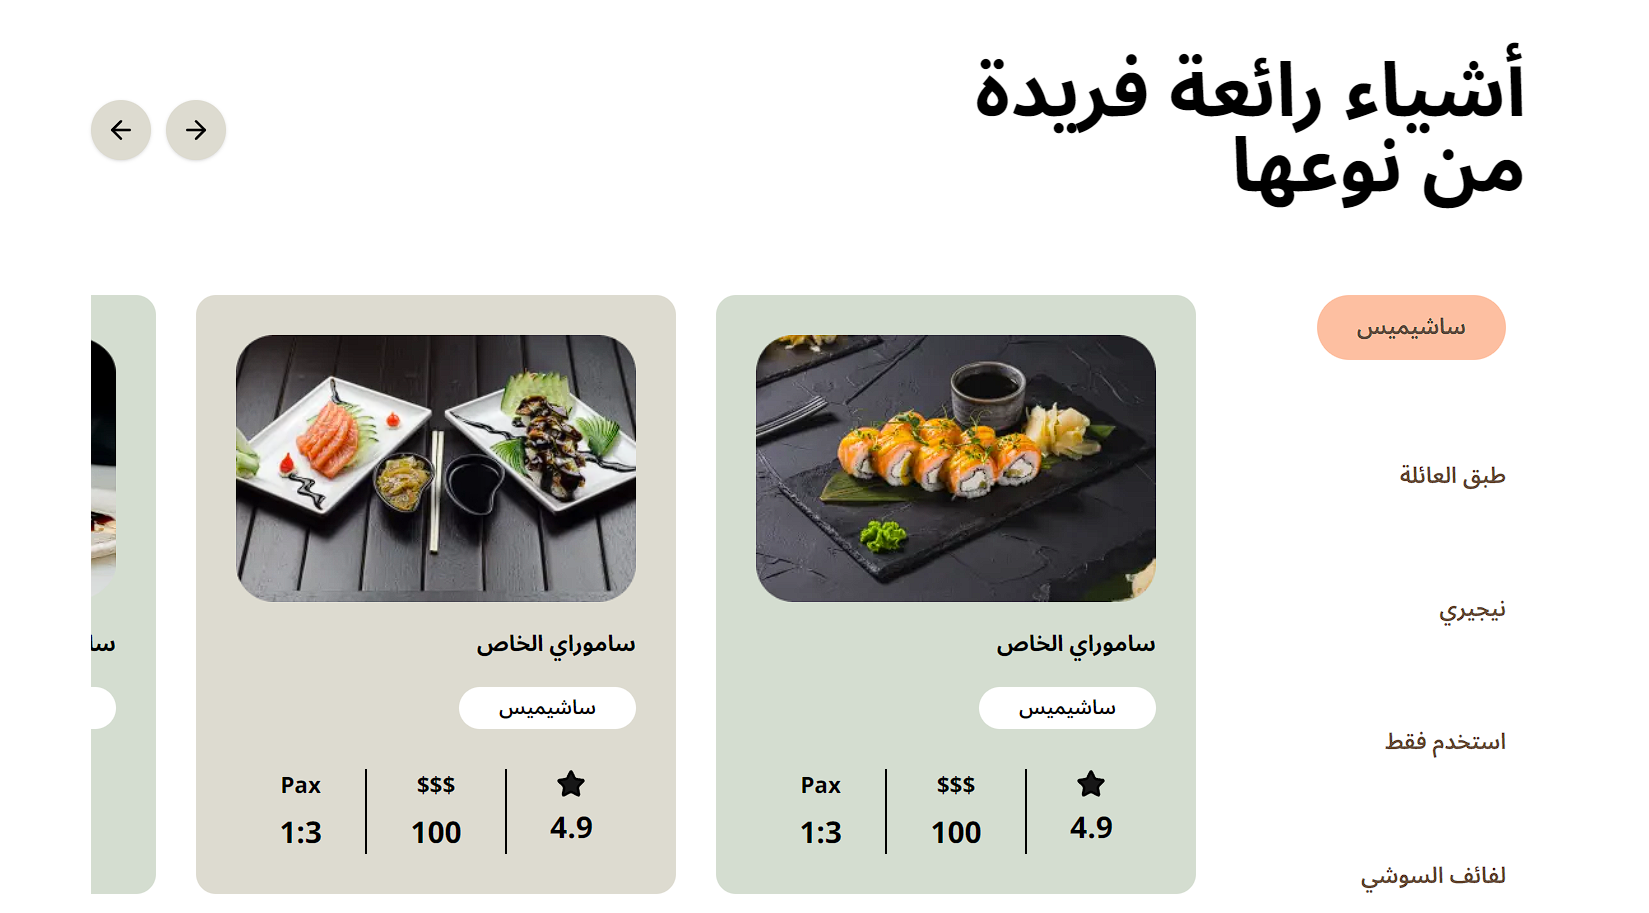 أشياء رائعة فريدة
من نوعها
ساشيميس
طبق العائلة
نيجيري
استخدم فقط
لفائف السوشي
ساموراي الخاص
ساشيميس
4.9
$$$
100
Pax
1:3
ساموراي الخاص
ساشيميس
4.9
$$$
100
Pax
1:3
سا